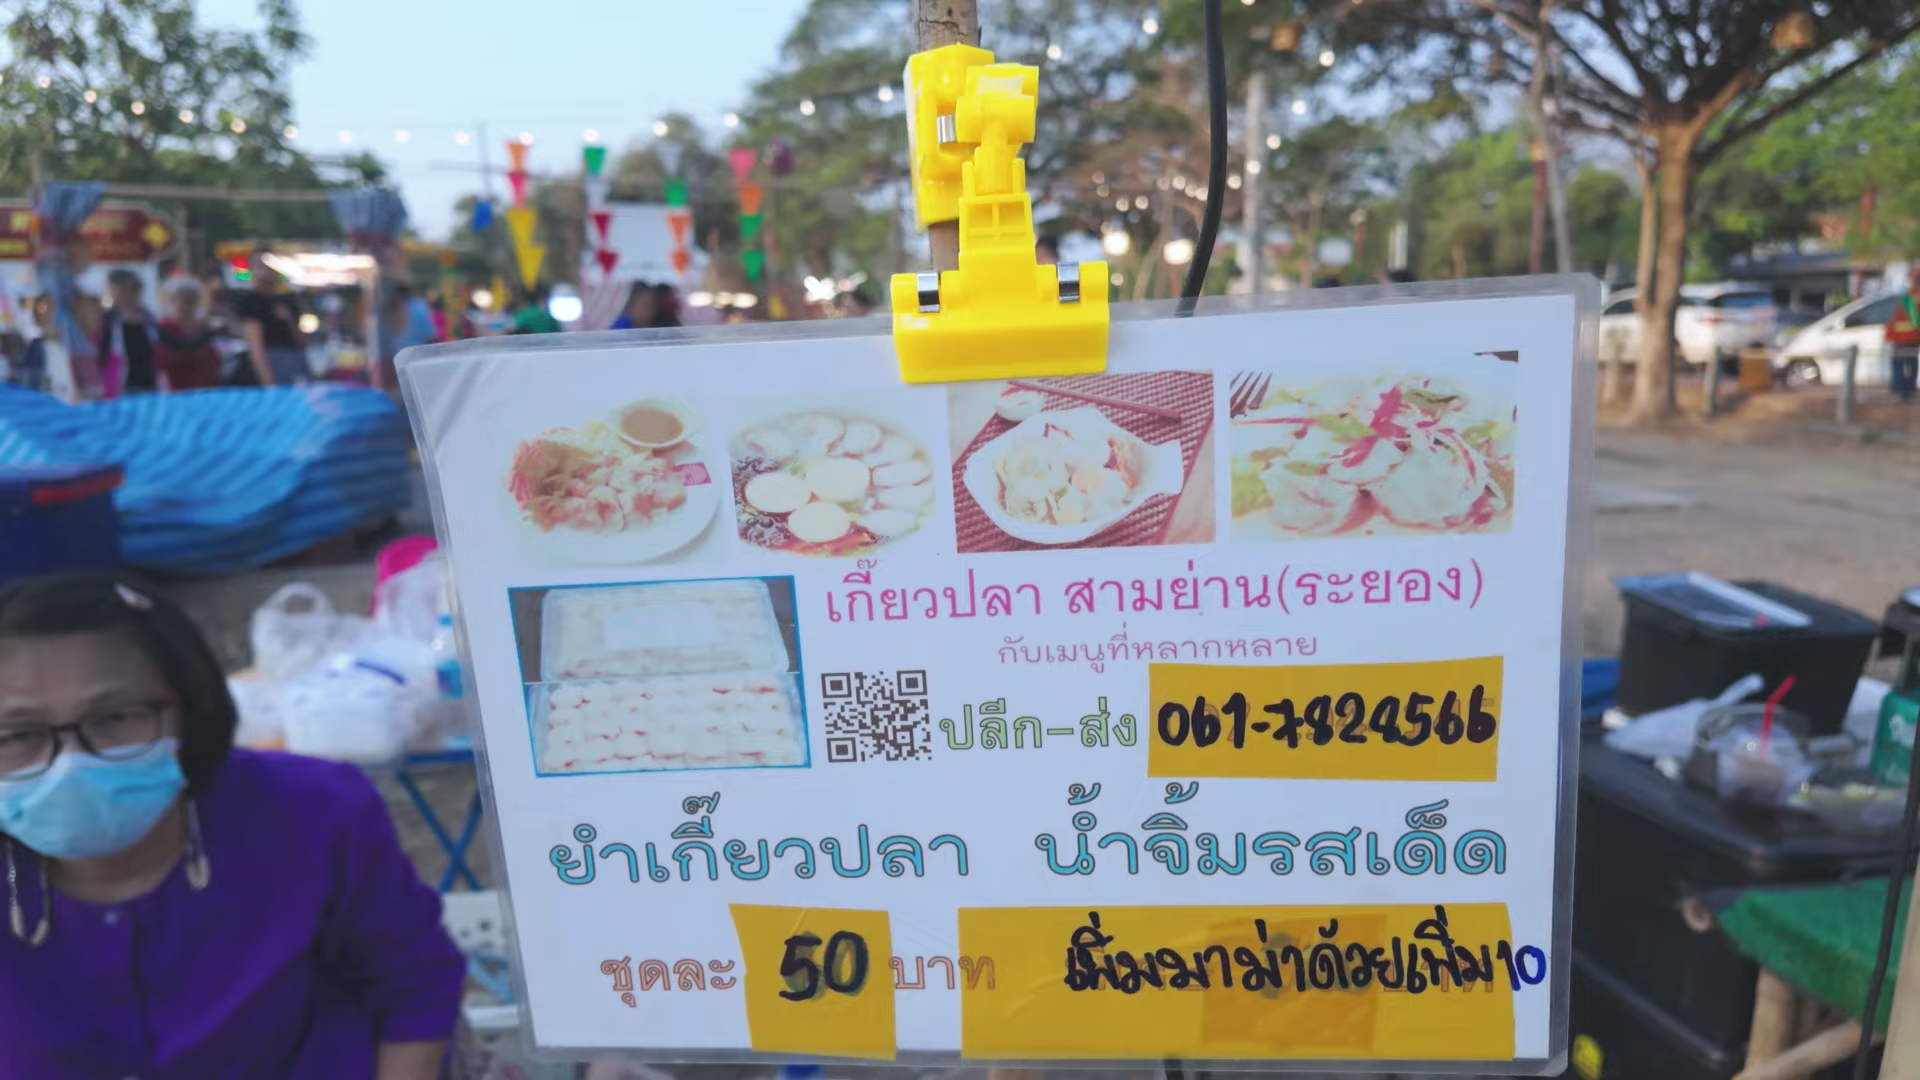 เกี๊ยวปลา สามย่าน(ระยอง)
กับเมนูที่หลากหลาย
ปลีก-ส่ง 061-7824566
ยำเกี๊ยวปลา น้ำจิ้มรสเด็ด
ชุดละ 50 บาท เพิ่มมาม่าด้วยเพิ่ม10